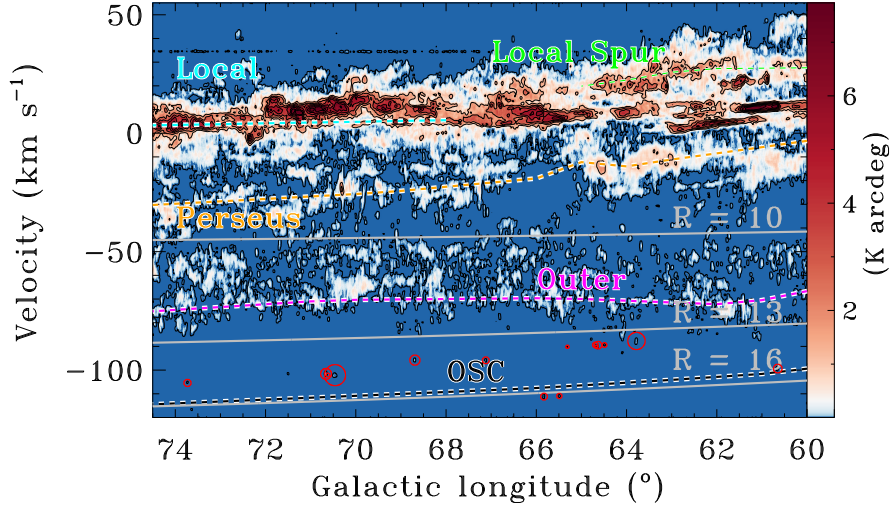 50
Local Spur
Local
0
Perseus
R = 10
−50
Outer
R = 13
R = 16
OSC
−100
74 72 70 68 66 64 62 60
Galactic longitude (°)
Velocity (km s⁻¹)
6
4
2
(K arcdeg)